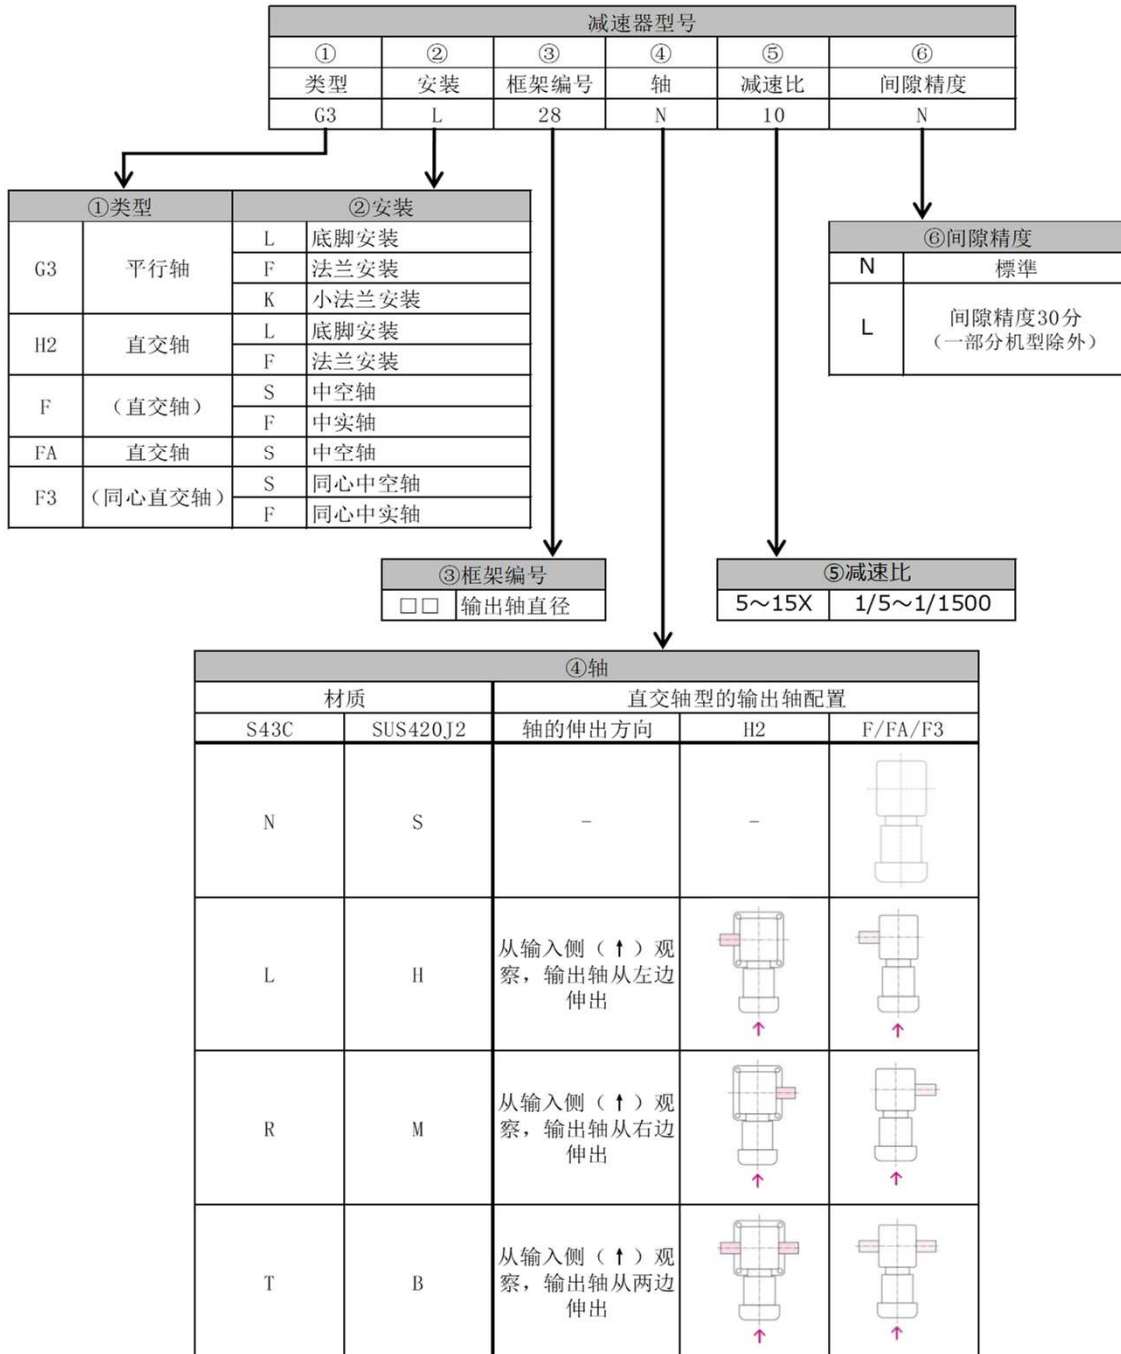 减速器型号
① ② ③ ④ ⑤ ⑥
类型 安装 框架编号 轴 减速比 间隙精度
G3 L 28 N 10 N
①类型 ②安装
G3 平行轴 L 底脚安装
F 法兰安装
K 小法兰安装
H2 直交轴 L 底脚安装
F 法兰安装
F （直交轴） S 中空轴
F 中实轴
FA 直交轴 S 中空轴
F3 （同心直交轴） S 同心中空轴
F 同心中实轴
⑥间隙精度
N 標準
L 间隙精度30分
（一部分机型除外）
③框架编号
□□ 输出轴直径
⑤减速比
5～15X 1/5～1/1500
④轴
材质 直交轴型的输出轴配置
S43C SUS420J2 轴的伸出方向 H2 F/FA/F3
N S － －
L H 从输入侧（↑）观
察，输出轴从左边
伸出
↑ ↑
R M 从输入侧（↑）观
察，输出轴从右边
伸出
↑ ↑
T B 从输入侧（↑）观
察，输出轴从两边
伸出
↑ ↑